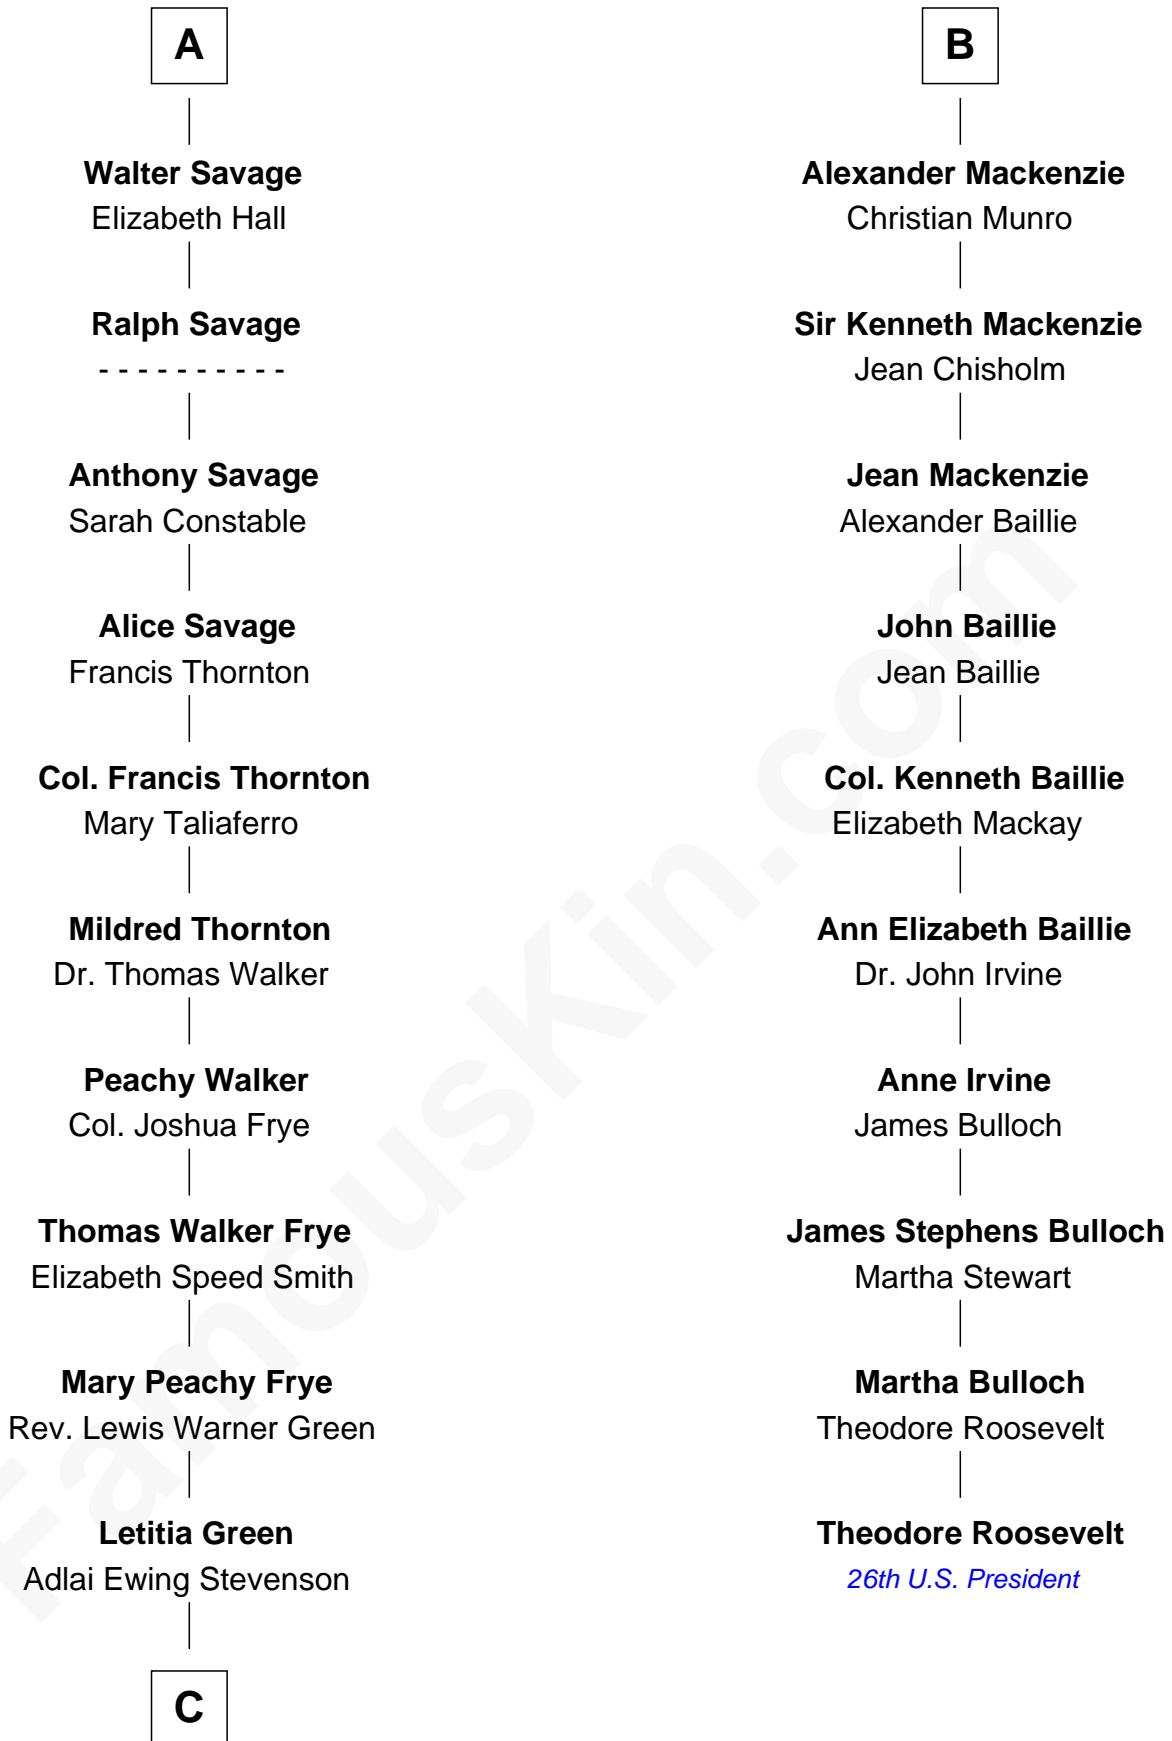 A
Walter Savage
Elizabeth Hall
Ralph Savage
- - - - - - - - - -
Anthony Savage
Sarah Constable
Alice Savage
Francis Thornton
Col. Francis Thornton
Mary Taliaferro
Mildred Thornton
Dr. Thomas Walker
Peachy Walker
Col. Joshua Frye
Thomas Walker Frye
Elizabeth Speed Smith
Mary Peachy Frye
Rev. Lewis Warner Green
Letitia Green
Adlai Ewing Stevenson
C
B
Alexander Mackenzie
Christian Munro
Sir Kenneth Mackenzie
Jean Chisholm
Jean Mackenzie
Alexander Baillie
John Baillie
Jean Baillie
Col. Kenneth Baillie
Elizabeth Mackay
Ann Elizabeth Baillie
Dr. John Irvine
Anne Irvine
James Bulloch
James Stephens Bulloch
Martha Stewart
Martha Bulloch
Theodore Roosevelt
Theodore Roosevelt
26th U.S. President
FamousKin.com